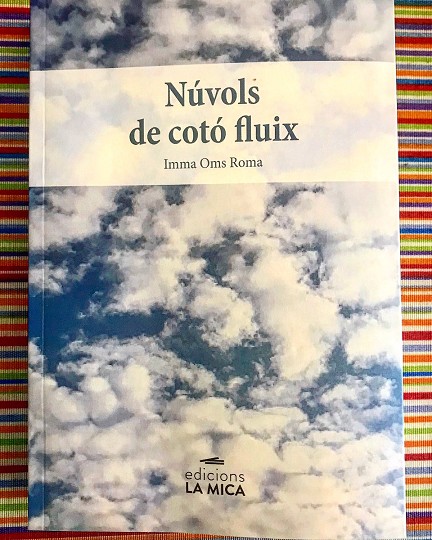 Núvols
de cotó fluix
Imma Oms Roma
edicions
LA MICA